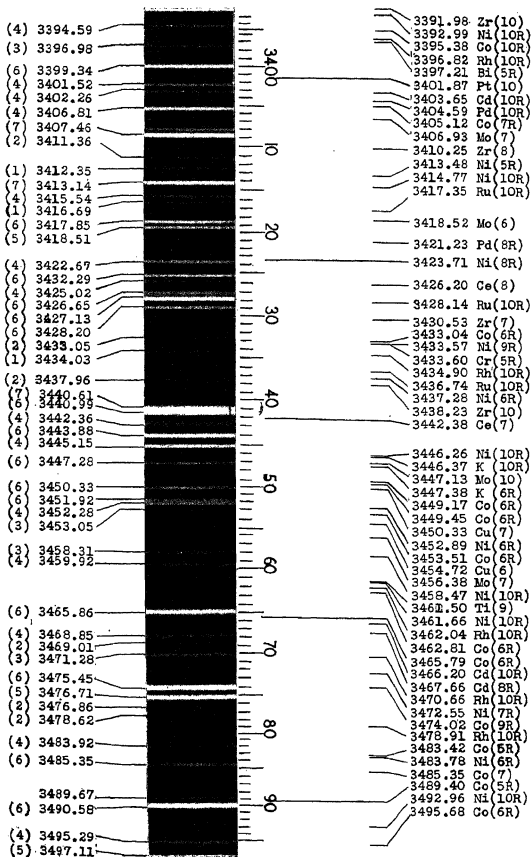 (4) 3394.59
(3) 3396.98
(6) 3399.34
(4) 3401.52
(4) 3402.26
(4) 3406.81
(7) 3407.46
(2) 3411.36
(1) 3412.35
(7) 3413.14
(4) 3415.54
(1) 3416.69
(6) 3417.85
(5) 3418.51
(4) 3422.67
(6) 3432.29
(4) 3425.02
(6) 3426.65
(6) 3427.13
(6) 3428.20
(2) 3433.05
(1) 3434.03
(2) 3437.96
(7) 3440.61
(6) 3440.99
(4) 3442.36
(6) 3443.88
(4) 3445.15
(6) 3447.28
(6) 3450.33
(6) 3451.92
(4) 3452.28
(3) 3453.05
(3) 3458.31
(4) 3459.92
(6) 3465.86
(4) 3468.85
(2) 3469.01
(3) 3471.28
(6) 3475.45
(5) 3476.71
(2) 3476.86
(2) 3478.62
(4) 3483.92
(6) 3485.35
3489.67
(6) 3490.58
(4) 3495.29
(5) 3497.11
3400
10
20
30
40
50
60
70
80
90
3391.98 Zr(10)
3392.99 Ni(10R)
3395.38 Co(10R)
3396.82 Rh(10R)
3397.21 Bi(5R)
3401.87 Pt(10)
3403.65 Cd(10R)
3404.59 Pd(10R)
3405.12 Co(7R)
3406.93 Mo(7)
3410.25 Zr(8)
3413.48 Ni(5R)
3414.77 Ni(10R)
3417.35 Ru(10R)
3418.52 Mo(6)
3421.23 Pd(8R)
3423.71 Ni(8R)
3426.20 Ce(8)
3428.14 Ru(10R)
3430.53 Zr(7)
3433.04 Co(6R)
3433.57 Ni(9R)
3433.60 Cr(5R)
3434.90 Rh(10R)
3436.74 Ru(10R)
3437.28 Ni(6R)
3438.23 Zr(10)
3442.38 Ce(7)
3446.26 Ni(10R)
3446.37 K (10R)
3447.13 Mo(10)
3447.38 K (6R)
3449.17 Co(6R)
3449.45 Co(6R)
3450.33 Cu(7)
3452.89 Ni(6R)
3453.51 Co(6R)
3454.72 Cu(6)
3456.38 Mo(7)
3458.47 Ni(10R)
3461.50 Ti(9)
3461.66 Ni(10R)
3462.04 Rh(10R)
3462.81 Co(6R)
3465.79 Co(6R)
3466.20 Cd(10R)
3467.66 Cd(8R)
3470.66 Rh(10R)
3472.55 Ni(7R)
3474.02 Co(9R)
3478.91 Rh(10R)
3483.42 Co(5R)
3483.78 Ni(6R)
3485.35 Co(7)
3489.40 Co(5R)
3492.96 Ni(10R)
3495.68 Co(6R)